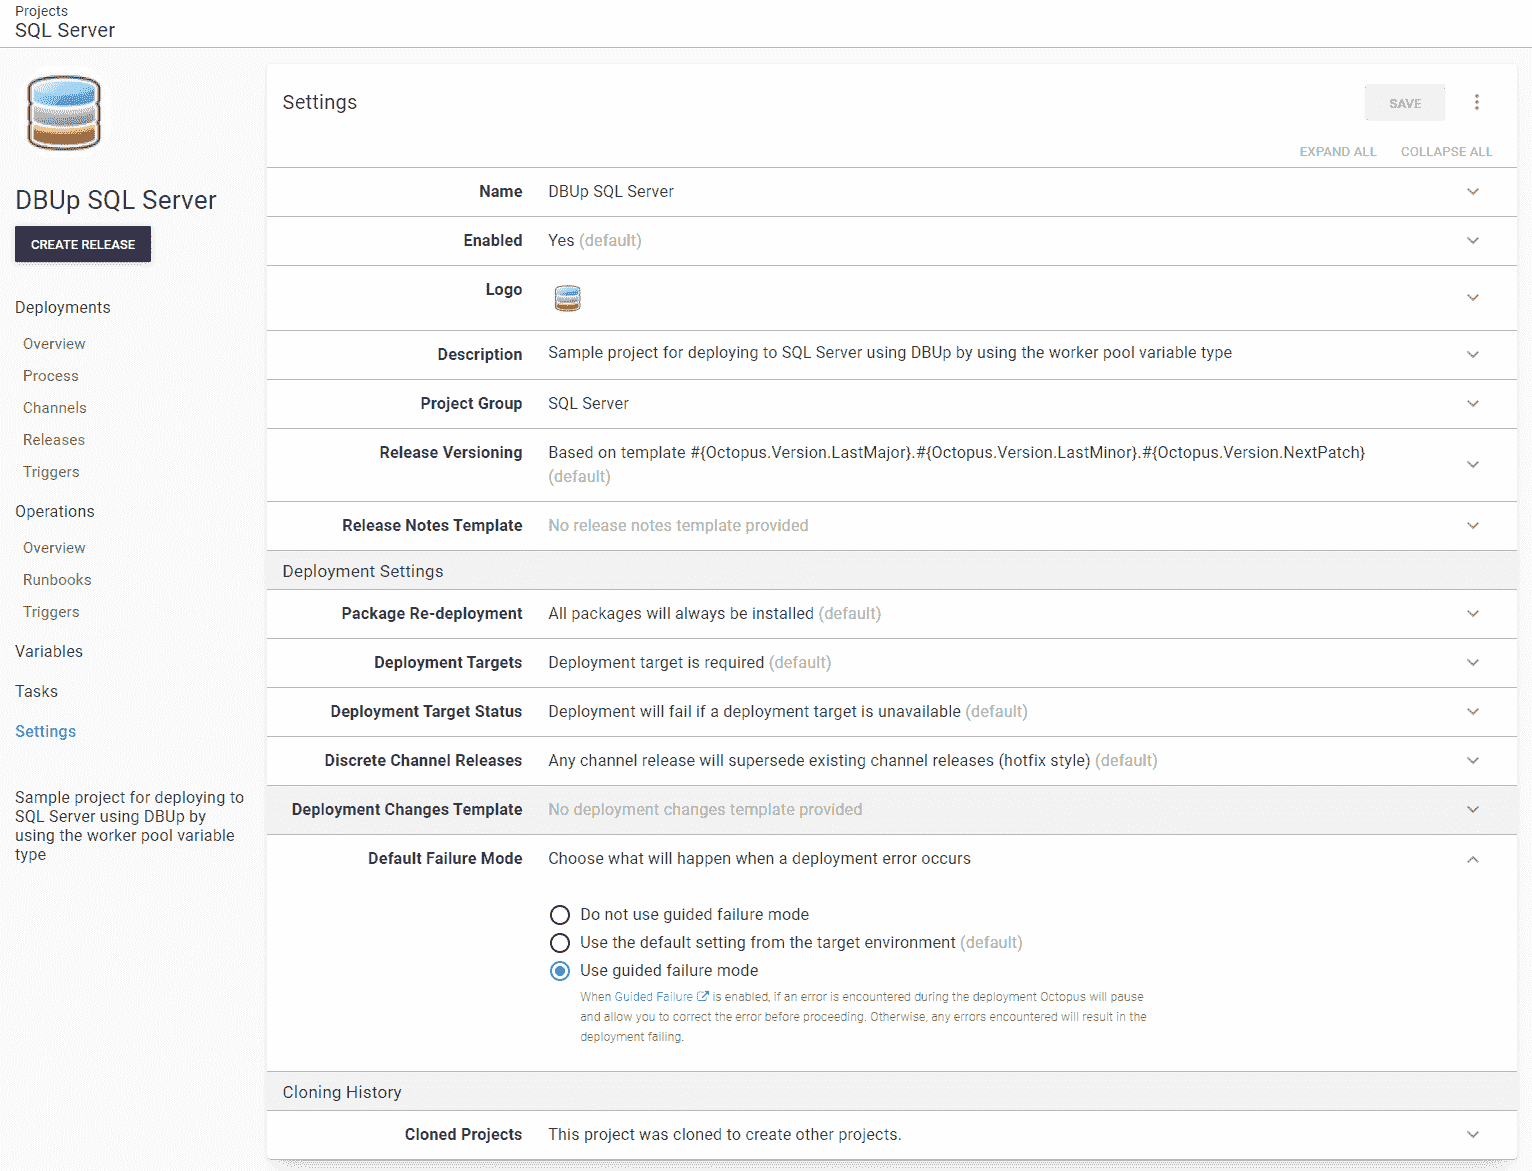 Projects
SQL Server
DBUp SQL Server
CREATE RELEASE
Deployments
Overview
Process
Channels
Releases
Triggers
Operations
Overview
Runbooks
Triggers
Variables
Tasks
Settings
Sample project for deploying to
SQL Server using DBUp by
using the worker pool variable
type
Settings
SAVE
EXPAND ALL COLLAPSE ALL
Name DBUp SQL Server
Enabled Yes (default)
Logo
Description Sample project for deploying to SQL Server using DBUp by using the worker pool variable type
Project Group SQL Server
Release Versioning Based on template #{Octopus.Version.LastMajor}.#{Octopus.Version.LastMinor}.#{Octopus.Version.NextPatch}
(default)
Release Notes Template No release notes template provided
Deployment Settings
Package Re-deployment All packages will always be installed (default)
Deployment Targets Deployment target is required (default)
Deployment Target Status Deployment will fail if a deployment target is unavailable (default)
Discrete Channel Releases Any channel release will supersede existing channel releases (hotfix style) (default)
Deployment Changes Template No deployment changes template provided
Default Failure Mode Choose what will happen when a deployment error occurs
Do not use guided failure mode
Use the default setting from the target environment (default)
Use guided failure mode
When Guided Failure is enabled, if an error is encountered during the deployment Octopus will pause
and allow you to correct the error before proceeding. Otherwise, any errors encountered will result in the
deployment failing.
Cloning History
Cloned Projects This project was cloned to create other projects.